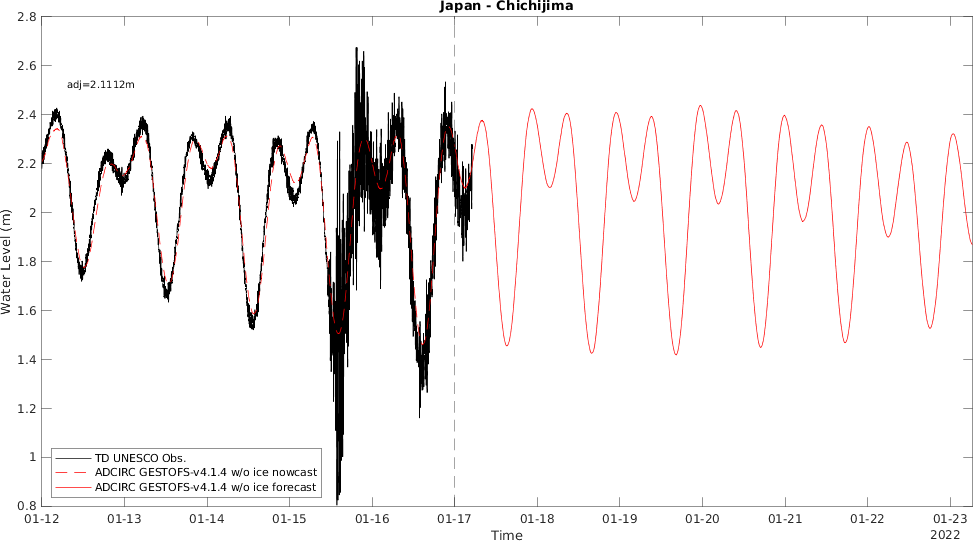 Japan - Chichijima
2.8
2.6
2.4
2.2
2
1.8
1.6
1.4
1.2
1
0.8
Water Level (m)
adj=2.1112m
TD UNESCO Obs.
ADCIRC GESTOFS-v4.1.4 w/o ice nowcast
ADCIRC GESTOFS-v4.1.4 w/o ice forecast
01-12 01-13 01-14 01-15 01-16 01-17 01-18 01-19 01-20 01-21 01-22 01-23
2022
Time